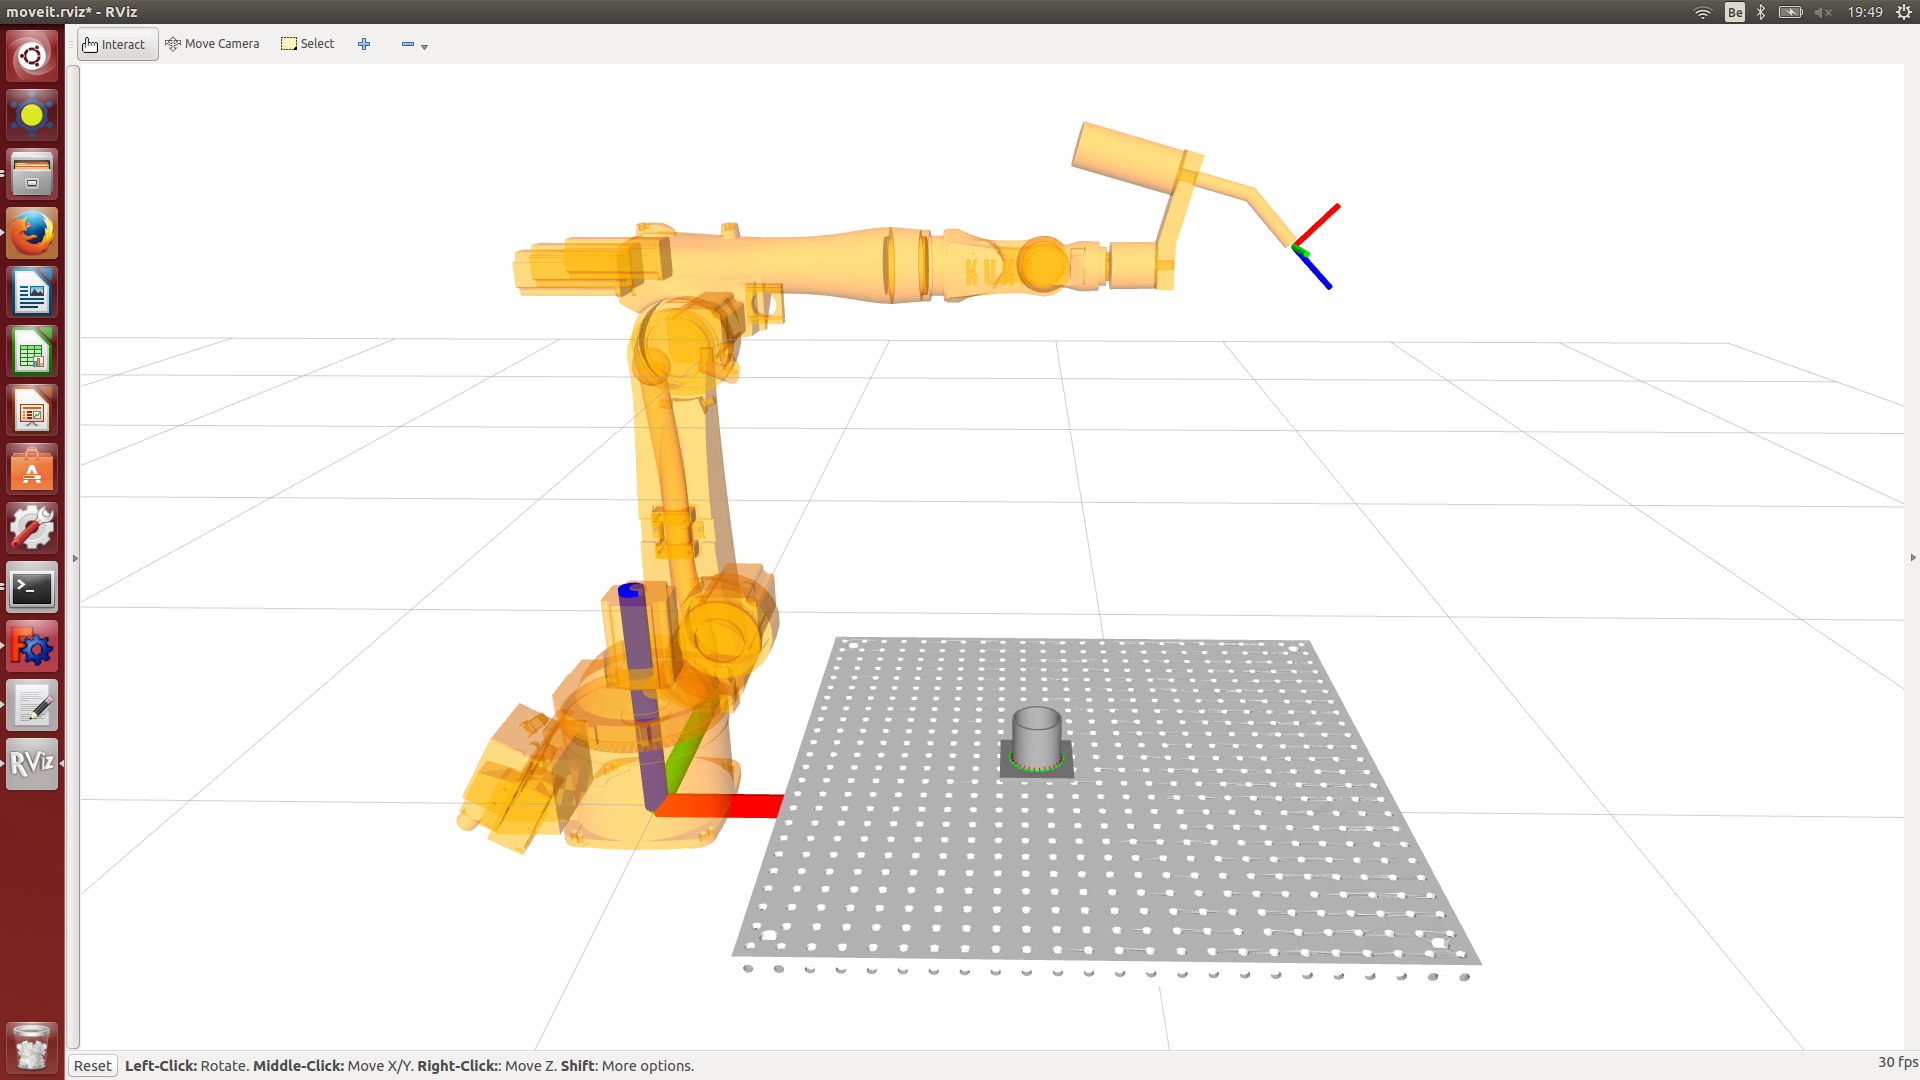 moveit.rviz* - RViz
Be
19:49
Interact
Move Camera
Select
RViz
Reset
Left-Click: Rotate. Middle-Click: Move X/Y. Right-Click:: Move Z. Shift: More options.
30 fps